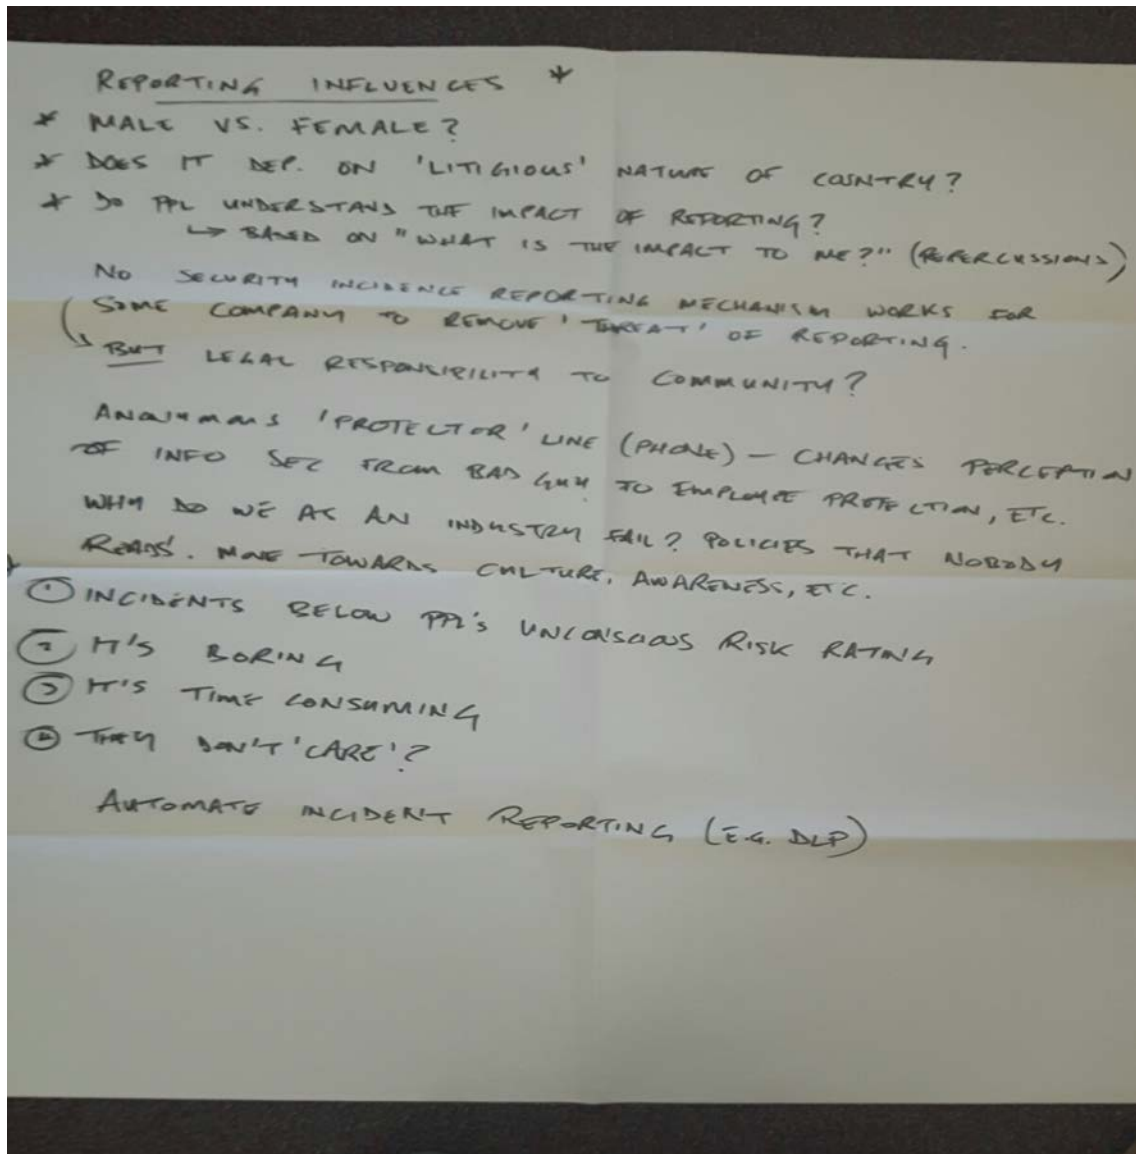 REPORTING INFLUENCES *
* MALE VS. FEMALE?
* DOES IT DEP. ON 'LITIGIOUS' NATURE OF COUNTRY?
* DO PPL UNDERSTAND THE IMPACT OF REPORTING?
↳ BASED ON "WHAT IS THE IMPACT TO ME?" (REPERCUSSIONS)
NO SECURITY INCIDENCE REPORTING MECHANISM WORKS FOR
SOME COMPANY TO REMOVE 'THREAT' OF REPORTING.
↳ BUT LEGAL RESPONSIBILITY TO COMMUNITY?
ANONYMOUS 'PROTECTOR' LINE (PHONE) – CHANGES PERCEPTION
OF INFO SEC FROM BAD GUY TO EMPLOYEE PROTECTION, ETC.
WHY DO WE AS AN INDUSTRY FAIL? POLICIES THAT NOBODY
READS. MOVE TOWARDS CULTURE, AWARENESS, ETC.
① INCIDENTS BELOW PPL'S UNCONSCIOUS RISK RATING
② IT'S BORING
③ IT'S TIME CONSUMING
④ THEY DON'T 'CARE'?
AUTOMATE INCIDENT REPORTING (E.G. DLP)